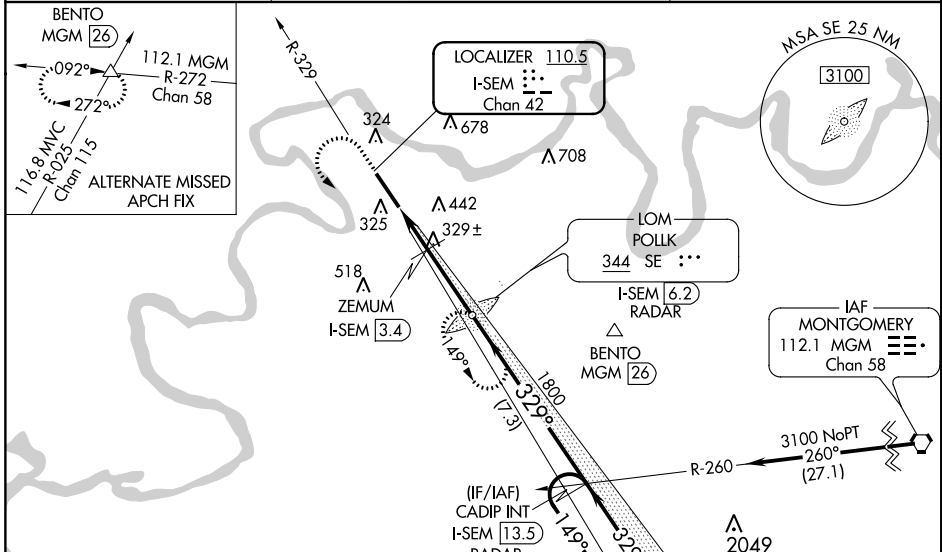 BENTO
MGM 26
092°
272°
112.1 MGM
R-272
Chan 58
116.8 MVC
R-025
Chan 115
ALTERNATE MISSED
APCH FIX
R-329
LOCALIZER 110.5
I-SEM
Chan 42
MSA SE 25 NM
3100
324
678
708
325
442
329±
518
ZEMUM
I-SEM 3.4
LOM
POLLK
344 SE
I-SEM 6.2
RADAR
BENTO
MGM 26
IAF
MONTGOMERY
112.1 MGM
Chan 58
149°
1800
329°
(7.3)
3100 NoPT
260°
(27.1)
R-260
(IF/IAF)
CADIP INT
I-SEM 13.5
RADAR
149°
329°
2049